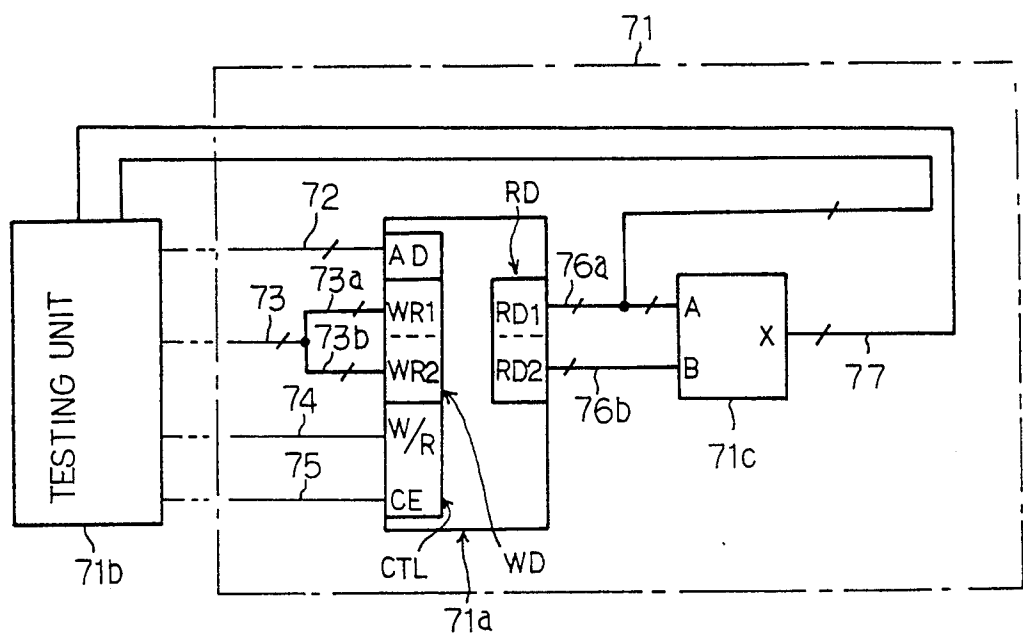 71
72
RD
AD
73a
76a
73
WR1
RD1
A
73b
X
WR2
RD2
B
77
76b
74
W/R
71c
75
CE
TESTING UNIT
71b
CTL
WD
71a